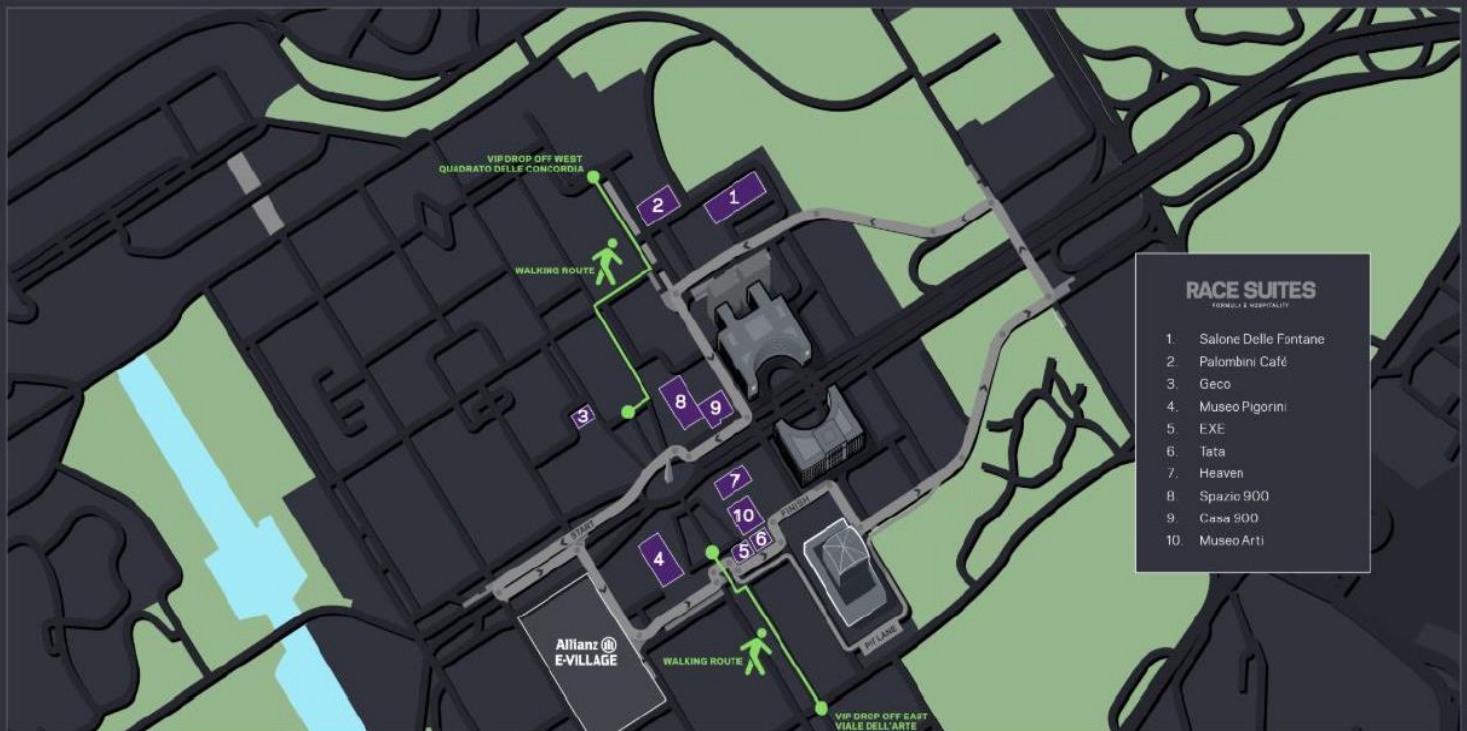 VIP DROP OFF WEST
QUADRATO DELLE CONCORDIA
2
1
WALKING ROUTE
RACE SUITES
FORMULA E HOSPITALITY
1. Salone Delle Fontane
2. Palombini Café
3. Geco
4. Museo Pigorini
5. EXE
6. Tata
7. Heaven
8. Spazio 900
9. Casa 900
10. Museo Arti
8
9
3
7
10
FINISH
START
6
5
4
PIT LANE
Allianz
E-VILLAGE
WALKING ROUTE
VIP DROP OFF EAST
VIALE DELL'ARTE